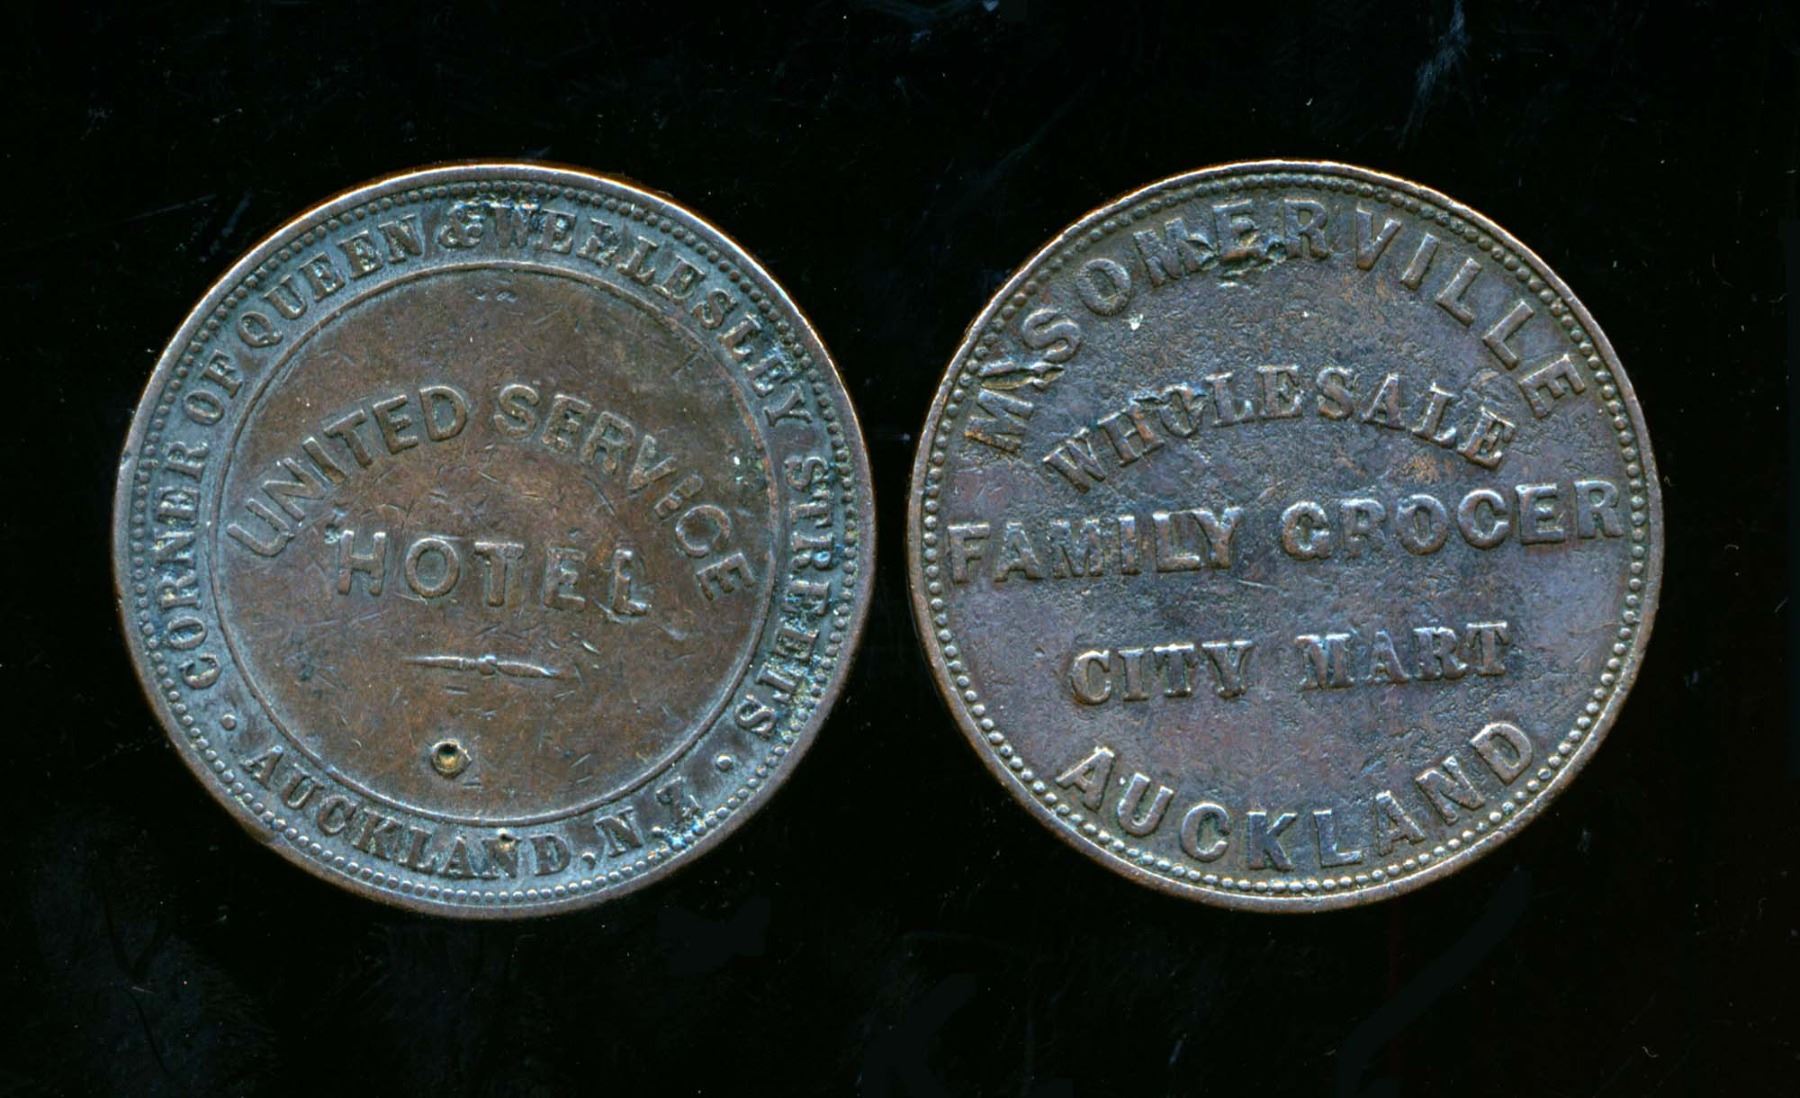 CORNER OF QUEEN & WELLESLEY STREETS
UNITED SERVICE
HOTEL
· AUCKLAND, N.Z. ·
M. SOMERVILLE
WHOLESALE
FAMILY GROCER
CITY MART
AUCKLAND